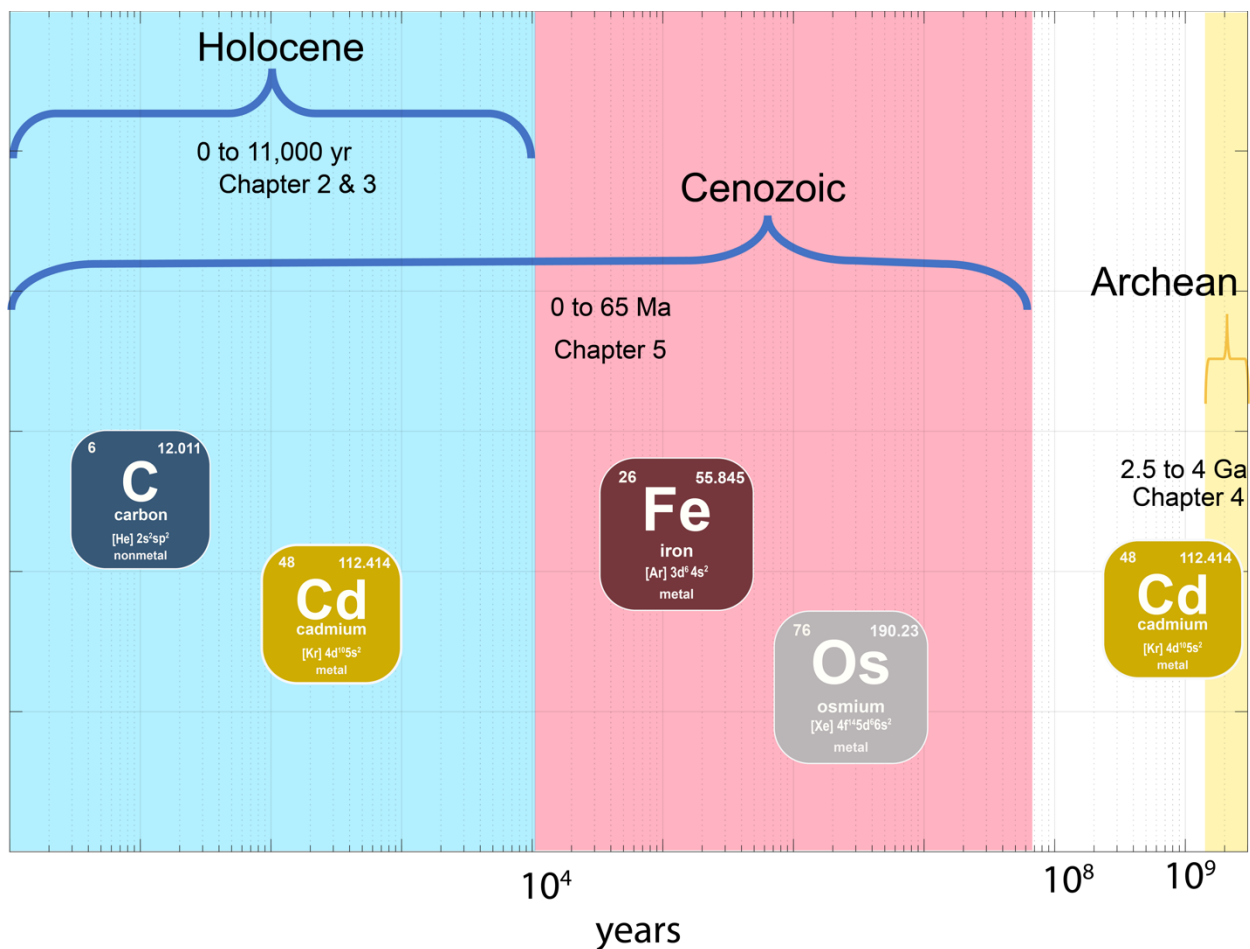 Holocene
0 to 11,000 yr
Chapter 2 & 3
Cenozoic
0 to 65 Ma
Chapter 5
Archean
2.5 to 4 Ga
Chapter 4
6 12.011
C
carbon
[He] 2s²sp²
nonmetal
48 112.414
Cd
cadmium
[Kr] 4d¹⁰5s²
metal
26 55.845
Fe
iron
[Ar] 3d⁶ 4s²
metal
76 190.23
Os
osmium
[Xe] 4f¹⁴5d⁶6s²
metal
48 112.414
Cd
cadmium
[Kr] 4d¹⁰5s²
metal
10⁴ 10⁸ 10⁹
years